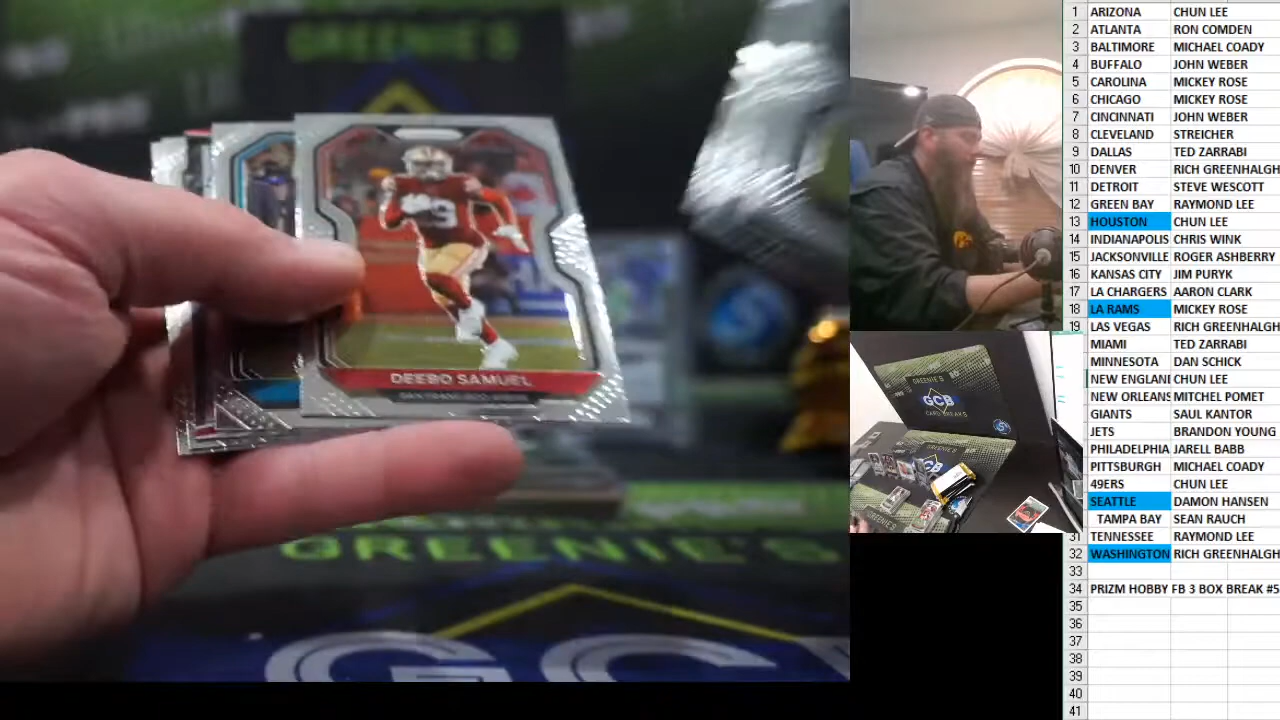 GREENIE'S
DEEBO SAMUEL
GREENIE'S
GC
GREENIE'S
GCB
CARD BREAKS
1 ARIZONA CHUN LEE
2 ATLANTA RON COMDEN
3 BALTIMORE MICHAEL COADY
4 BUFFALO JOHN WEBER
5 CAROLINA MICKEY ROSE
6 CHICAGO MICKEY ROSE
7 CINCINNATI JOHN WEBER
8 CLEVELAND STREICHER
9 DALLAS TED ZARRABI
10 DENVER RICH GREENHALGH
11 DETROIT STEVE WESCOTT
12 GREEN BAY RAYMOND LEE
13 HOUSTON CHUN LEE
14 INDIANAPOLIS CHRIS WINK
15 JACKSONVILLE ROGER ASHBERRY
16 KANSAS CITY JIM PURYK
17 LA CHARGERS AARON CLARK
18 LA RAMS MICKEY ROSE
19 LAS VEGAS RICH GREENHALGH
MIAMI TED ZARRABI
MINNESOTA DAN SCHICK
NEW ENGLAND CHUN LEE
NEW ORLEANS MITCHEL POMET
GIANTS SAUL KANTOR
JETS BRANDON YOUNG
PHILADELPHIA JARELL BABB
PITTSBURGH MICHAEL COADY
49ERS CHUN LEE
SEATTLE DAMON HANSEN
TAMPA BAY SEAN RAUCH
31 TENNESSEE RAYMOND LEE
32 WASHINGTON RICH GREENHALGH
33
34 PRIZM HOBBY FB 3 BOX BREAK #5
35
36
37
38
39
40
41